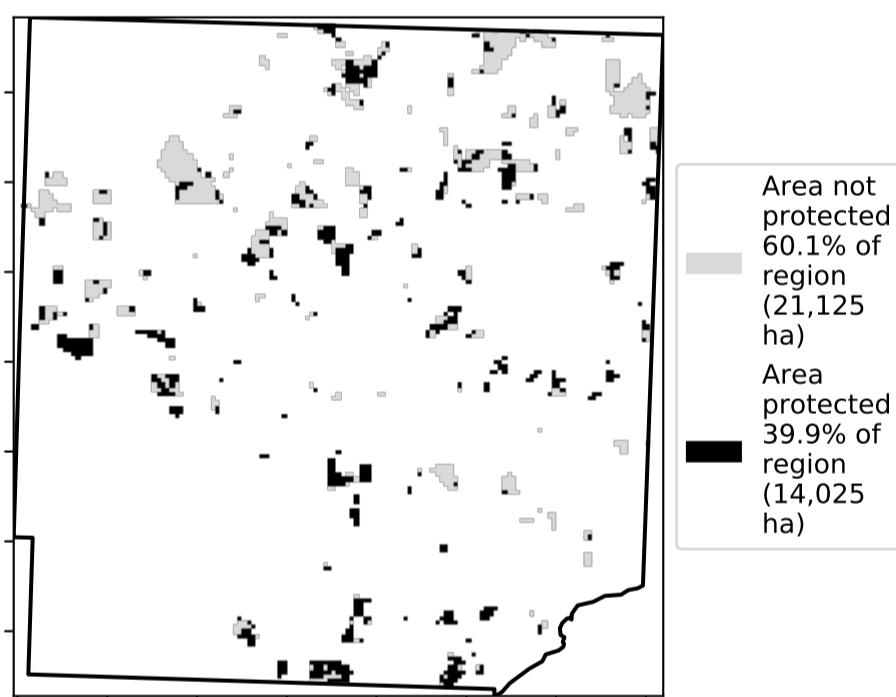 Area not
protected
60.1% of
region
(21,125
ha)
Area
protected
39.9% of
region
(14,025
ha)